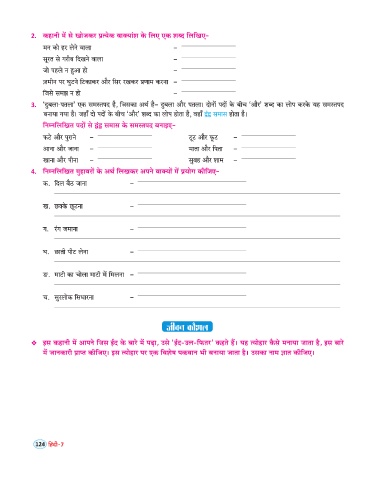 2. कहानी में से खोजकर प्रत्येक वाक्यांश के लिए एक शब्द लिखिए-
मन को हर लेने वाला –
सूरत से गरीब दिखने वाला –
जो पहले न हुआ हो –
ज़मीन पर घुटने टिकाकर और सिर रखकर प्रणाम करना –
जिसे समझ न हो –
3. 'दुबला-पतला' एक समस्तपद है, जिसका अर्थ है– दुबला और पतला। दोनों पदों के बीच 'और' शब्द का लोप करके यह समस्तपद
बनाया गया है। जहाँ दो पदों के बीच 'और' शब्द का लोप होता है, वहाँ द्वंद्व समास होता है।
निम्नलिखित पदों से द्वंद्व समास के समस्तपद बनाइए–
फटे और पुराने – टूट और फूट –
आना और जाना – माता और पिता –
खाना और पीना – सुबह और शाम –
4. निम्नलिखित मुहावरों के अर्थ लिखकर अपने वाक्यों में प्रयोग कीजिए-
क. दिल बैठ जाना –
ख. छक्के छूटना –
ग. रंग जमाना –
घ. छाती पीट लेना –
ङ. माटी का चोला माटी में मिलना –
च. सुरलोक सिधारना –
जीवन कौशल
❖ इस कहानी में आपने जिस ईद के बारे में पढ़ा, उसे 'ईद-उल-फितर' कहते हैं। यह त्योहार कैसे मनाया जाता है, इस बारे
में जानकारी प्राप्त कीजिए। इस त्योहार पर एक विशेष पकवान भी बनाया जाता है। उसका नाम ज्ञात कीजिए।
124 हिन्दी-7